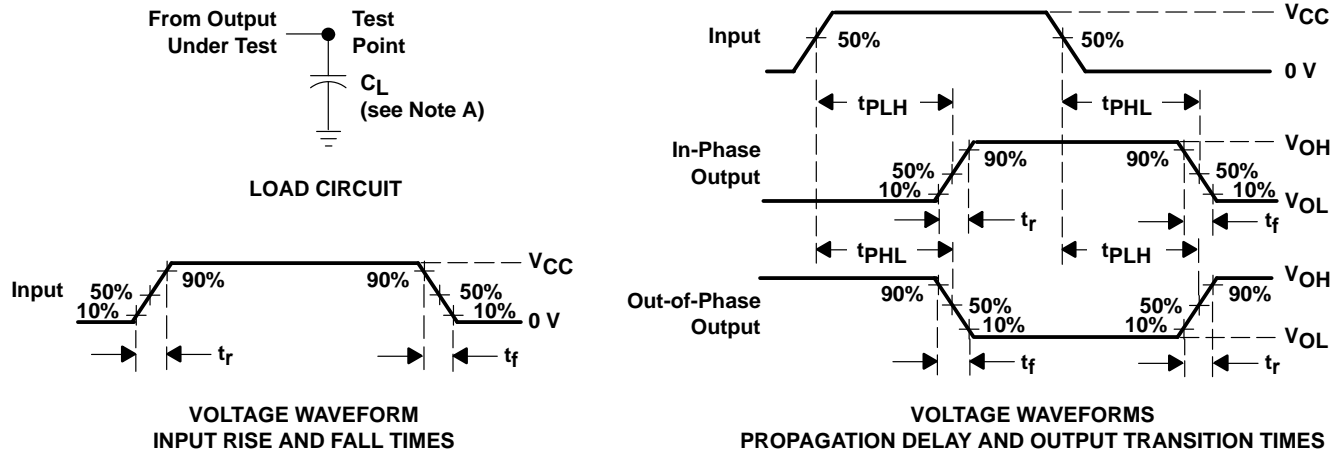 From Output
Under Test
Test
Point
CL
(see Note A)
LOAD CIRCUIT
Input
50%
10%
90%
90%
50%
10%
VCC
0 V
tr
tf
VOLTAGE WAVEFORM
INPUT RISE AND FALL TIMES
Input
50%
50%
VCC
0 V
tPLH
tPHL
In-Phase
Output
50%
10%
90%
90%
50%
10%
VOH
VOL
tr
tf
tPHL
tPLH
Out-of-Phase
Output
90%
50%
10%
50%
10%
90%
VOH
VOL
tf
tr
VOLTAGE WAVEFORMS
PROPAGATION DELAY AND OUTPUT TRANSITION TIMES